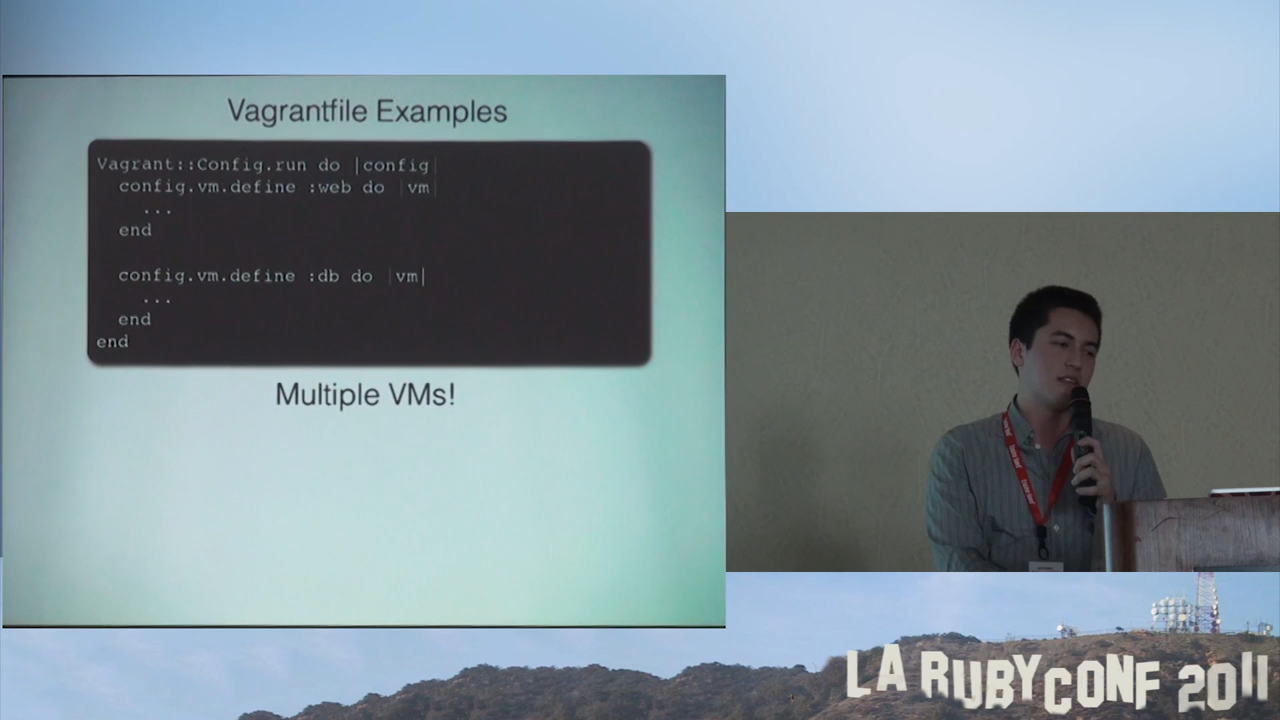 Vagrantfile Examples
Vagrant::Config.run do |config|
config.vm.define :web do |vm|
...
end
config.vm.define :db do |vm|
...
end
end
Multiple VMs!
LA RUBYCONF 2011